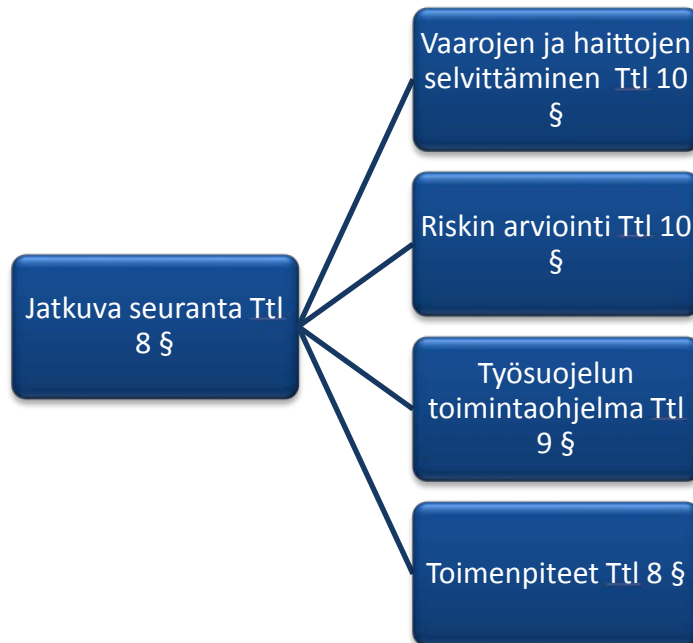 Vaarojen ja haittojen
selvittäminen Ttl 10
§
Riskin arviointi Ttl 10
§
Jatkuva seuranta Ttl
8 §
Työsuojelun
toimintaohjelma Ttl
9 §
Toimenpiteet Ttl 8 §